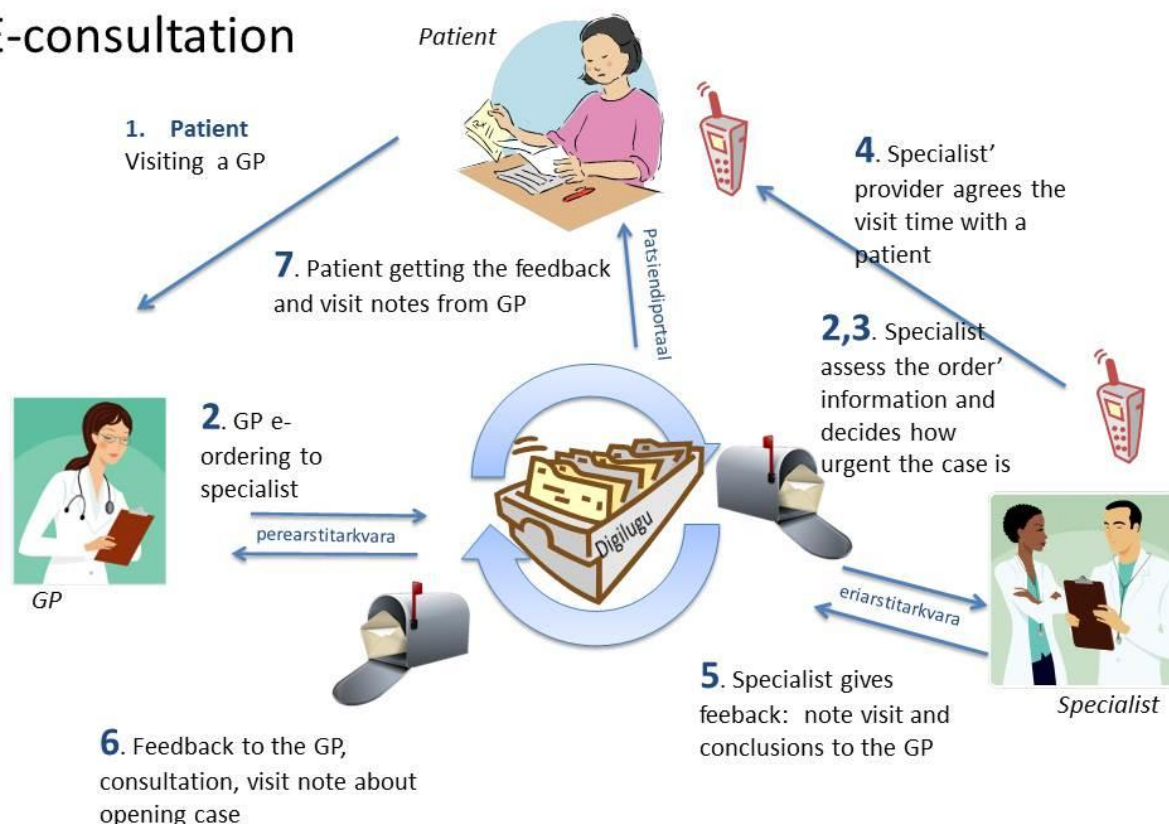 E-consultation
Patient
1. Patient
Visiting a GP
4. Specialist’
provider agrees the
visit time with a
patient
7. Patient getting the feedback
and visit notes from GP
Patsiendiportaal
2,3. Specialist
assess the order’
information and
decides how
urgent the case is
2. GP e-
ordering to
specialist
perearstitarkvara
Digilugu
GP
eriarstitarkvara
5. Specialist gives
feeback: note visit and
conclusions to the GP
Specialist
6. Feedback to the GP,
consultation, visit note about
opening case